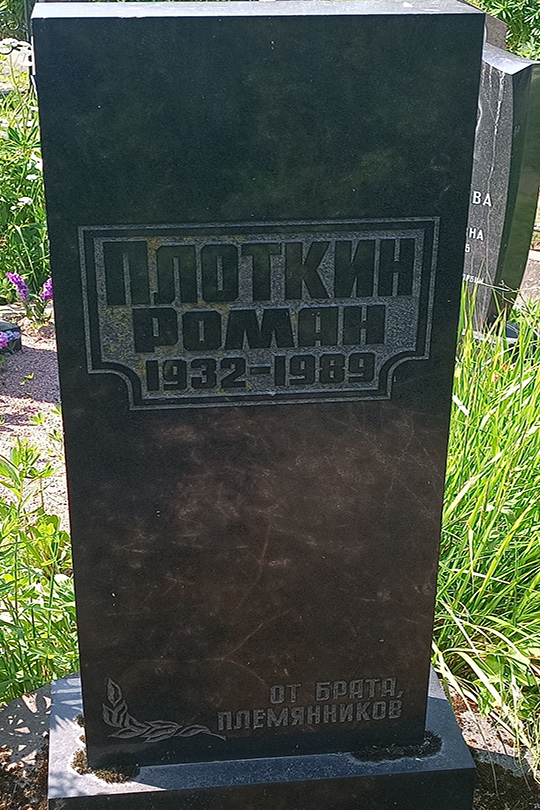 ПЛОТКИН
РОМАН
1932-1989
ОТ БРАТА,
ПЛЕМЯННИКОВ